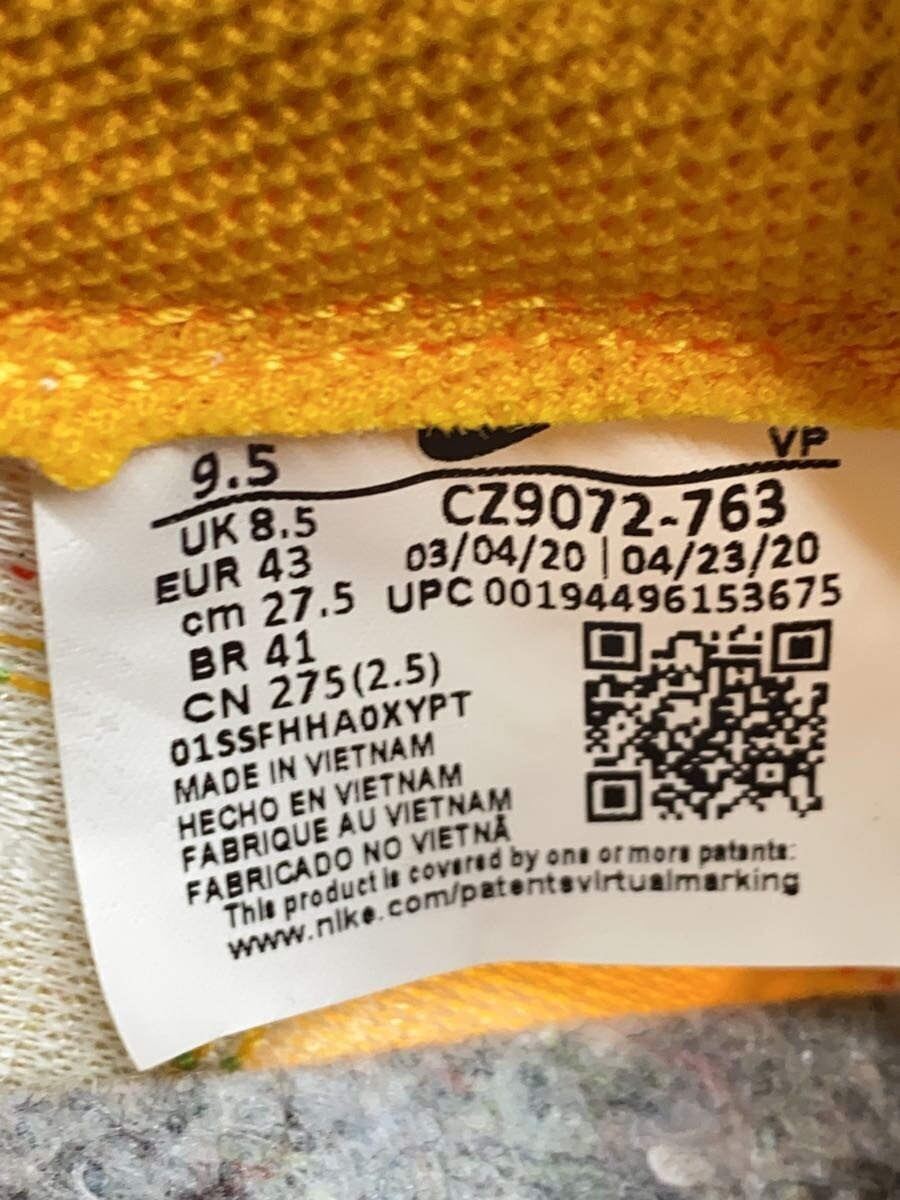 9.5
VP
UK 8.5
EUR 43
cm 27.5
BR 41
CN 275(2.5)
CZ9072-763
03/04/20 | 04/23/20
UPC 00194496153675
01SSFHHA0XYPT
MADE IN VIETNAM
HECHO EN VIETNAM
FABRIQUE AU VIETNAM
FABRICADO NO VIETNÃ
This product is covered by one or more patents:
www.nike.com/patentsvirtualmarking